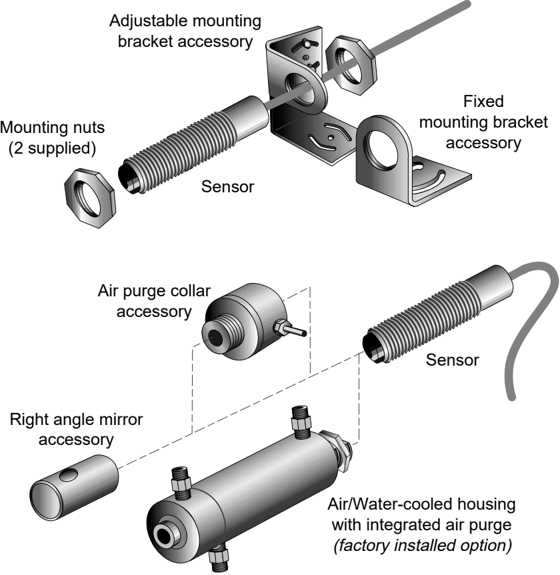 Adjustable mounting
bracket accessory
Fixed
mounting bracket
accessory
Mounting nuts
(2 supplied)
Sensor
Air purge collar
accessory
Sensor
Right angle mirror
accessory
Air/Water-cooled housing
with integrated air purge
(factory installed option)